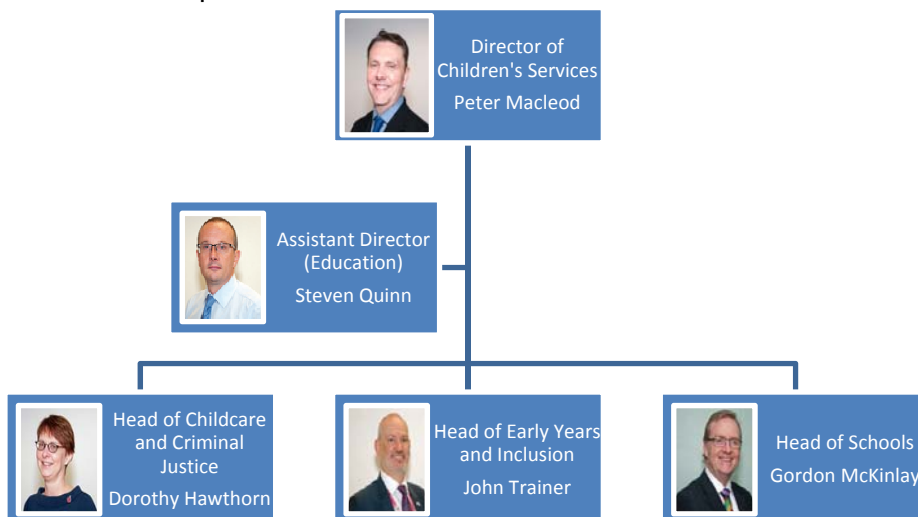 Director of
Children's Services
Peter Macleod
Assistant Director
(Education)
Steven Quinn
Head of Childcare
and Criminal
Justice
Dorothy Hawthorn
Head of Early Years
and Inclusion
John Trainer
Head of Schools
Gordon McKinlay